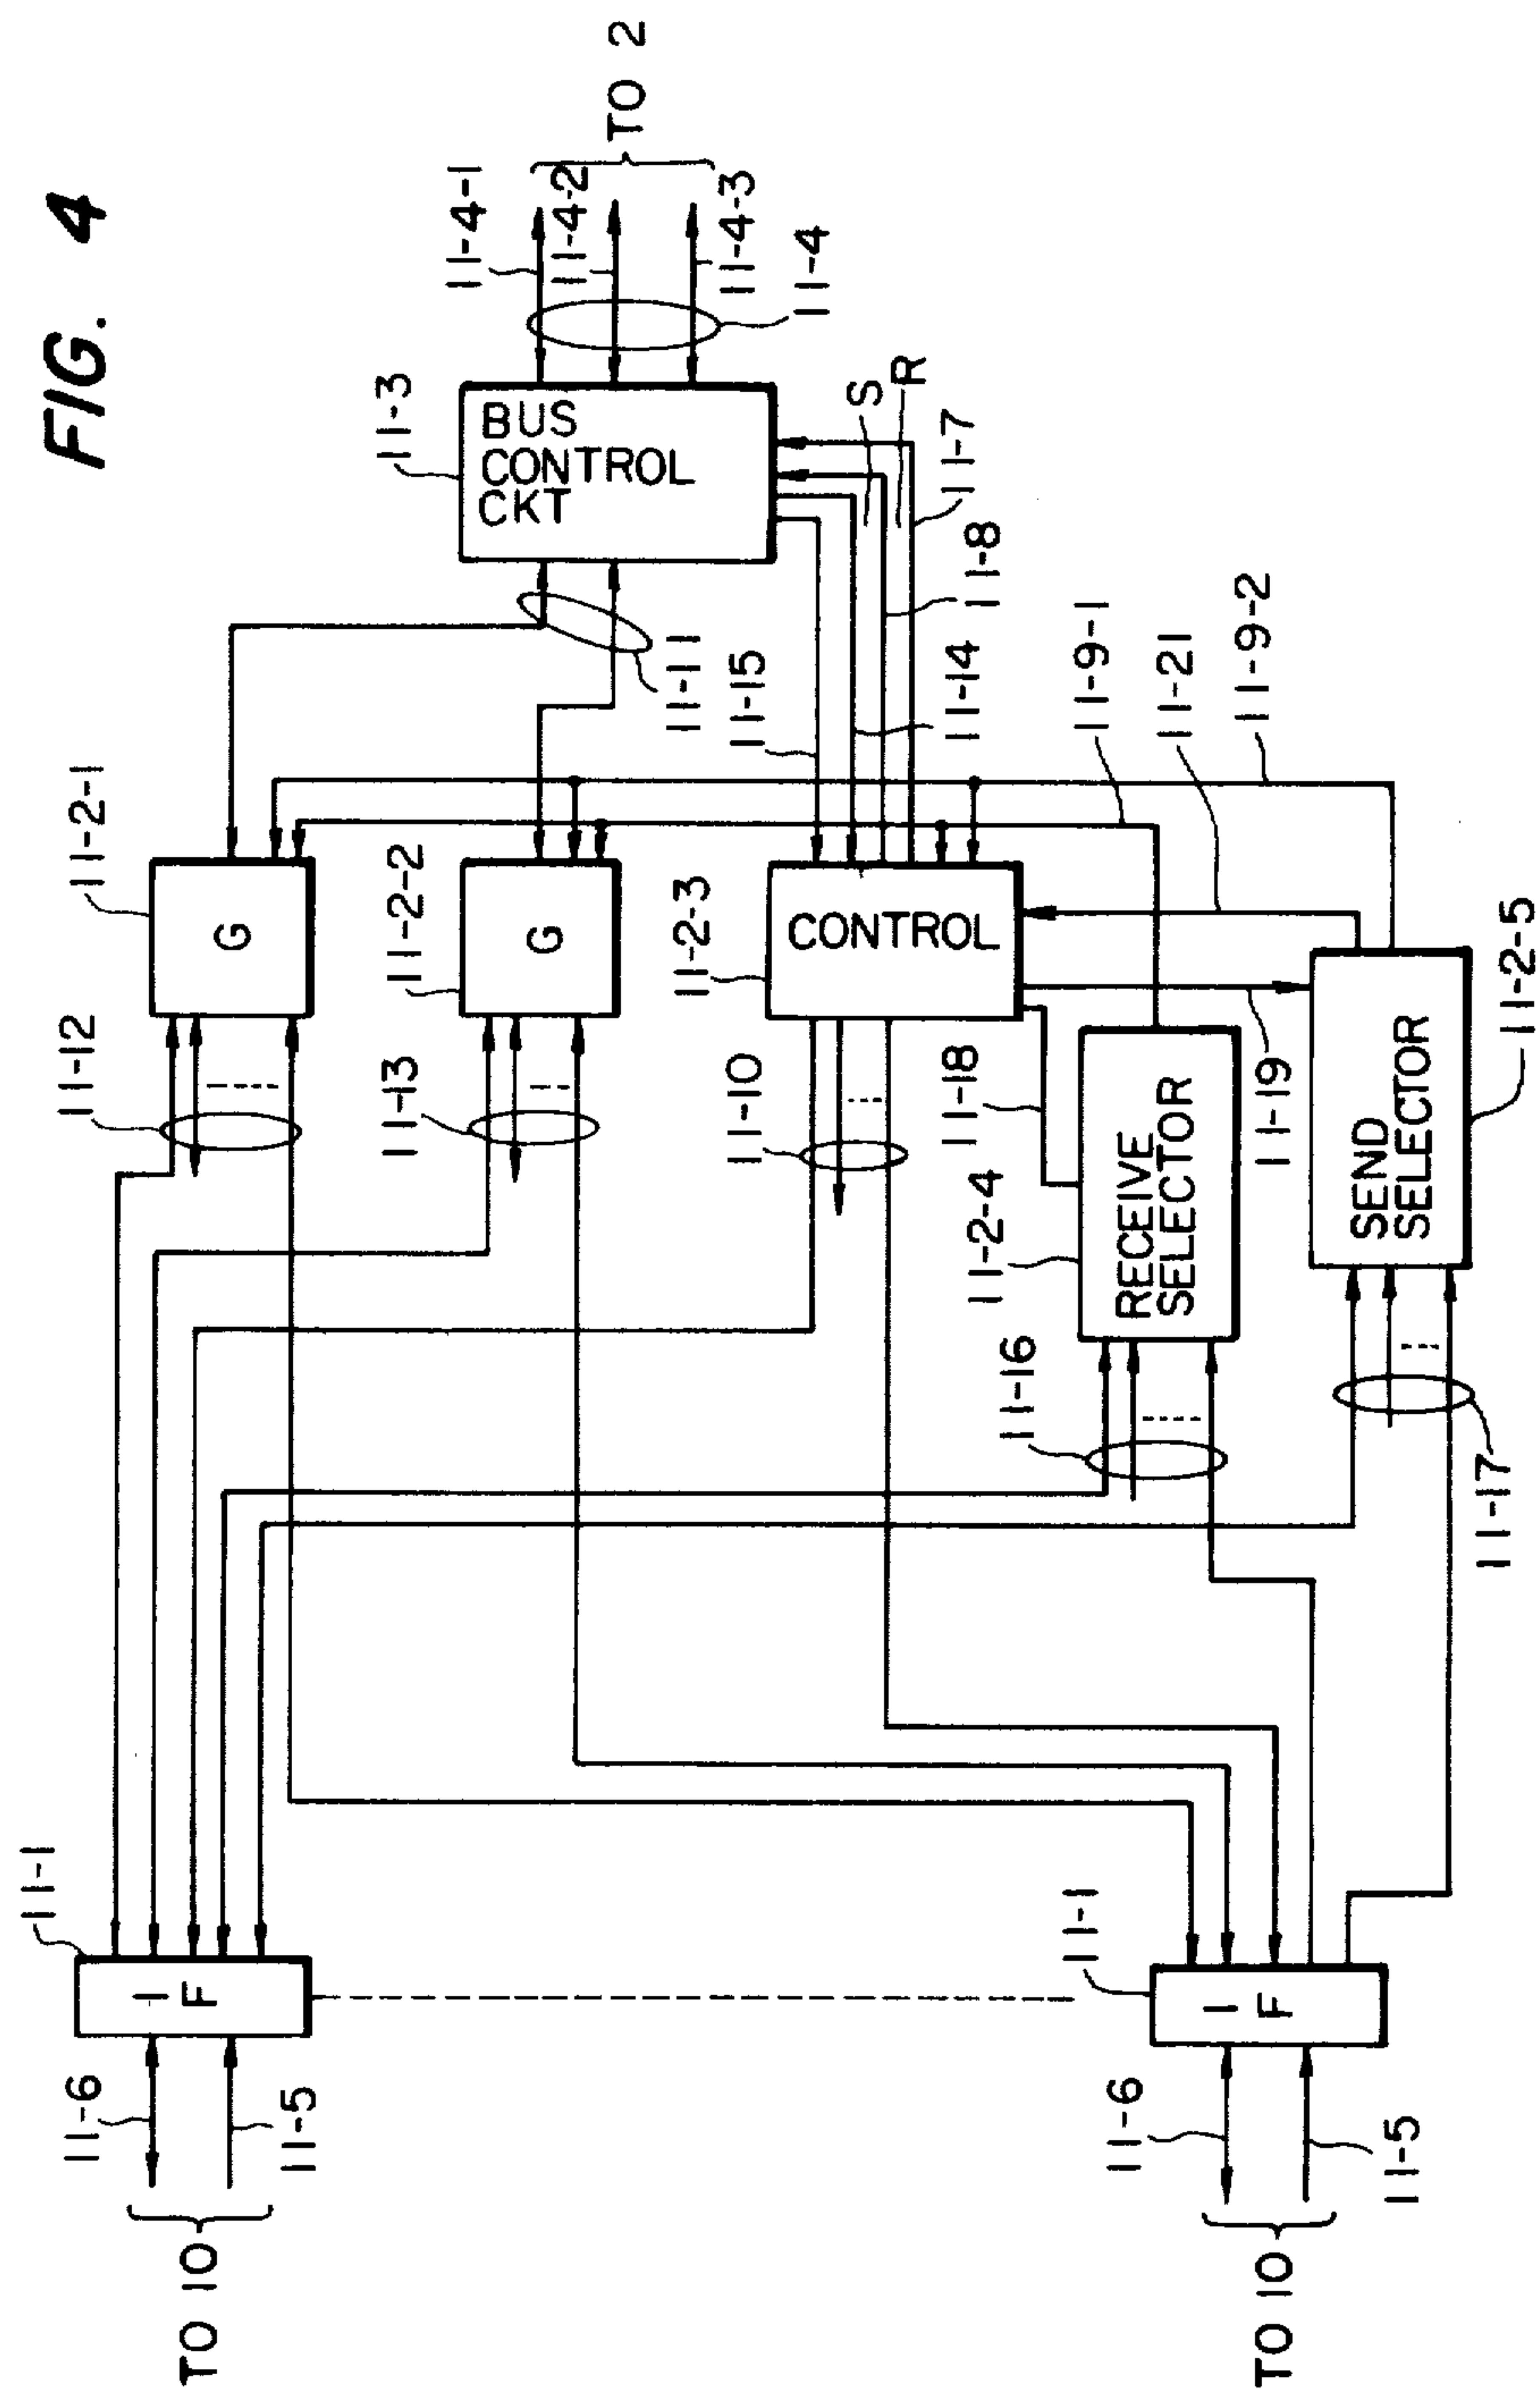 FIG. 4
11-1
11-6
11-5
TO 10
I F
11-12
11-2-1
G
11-13
11-2-2
G
11-11
11-3
BUS
CONTROL
CKT
11-4-1
11-4-2
11-4-3
11-4
TO 2
S
R
11-7
11-8
11-14
11-15
11-10
11-2-3
CONTROL
11-9-1
11-21
11-9-2
11-18
11-19
11-2-4
RECEIVE
SELECTOR
11-16
SEND
SELECTOR
11-2-5
11-17
11-1
I F
11-6
11-5
TO 10